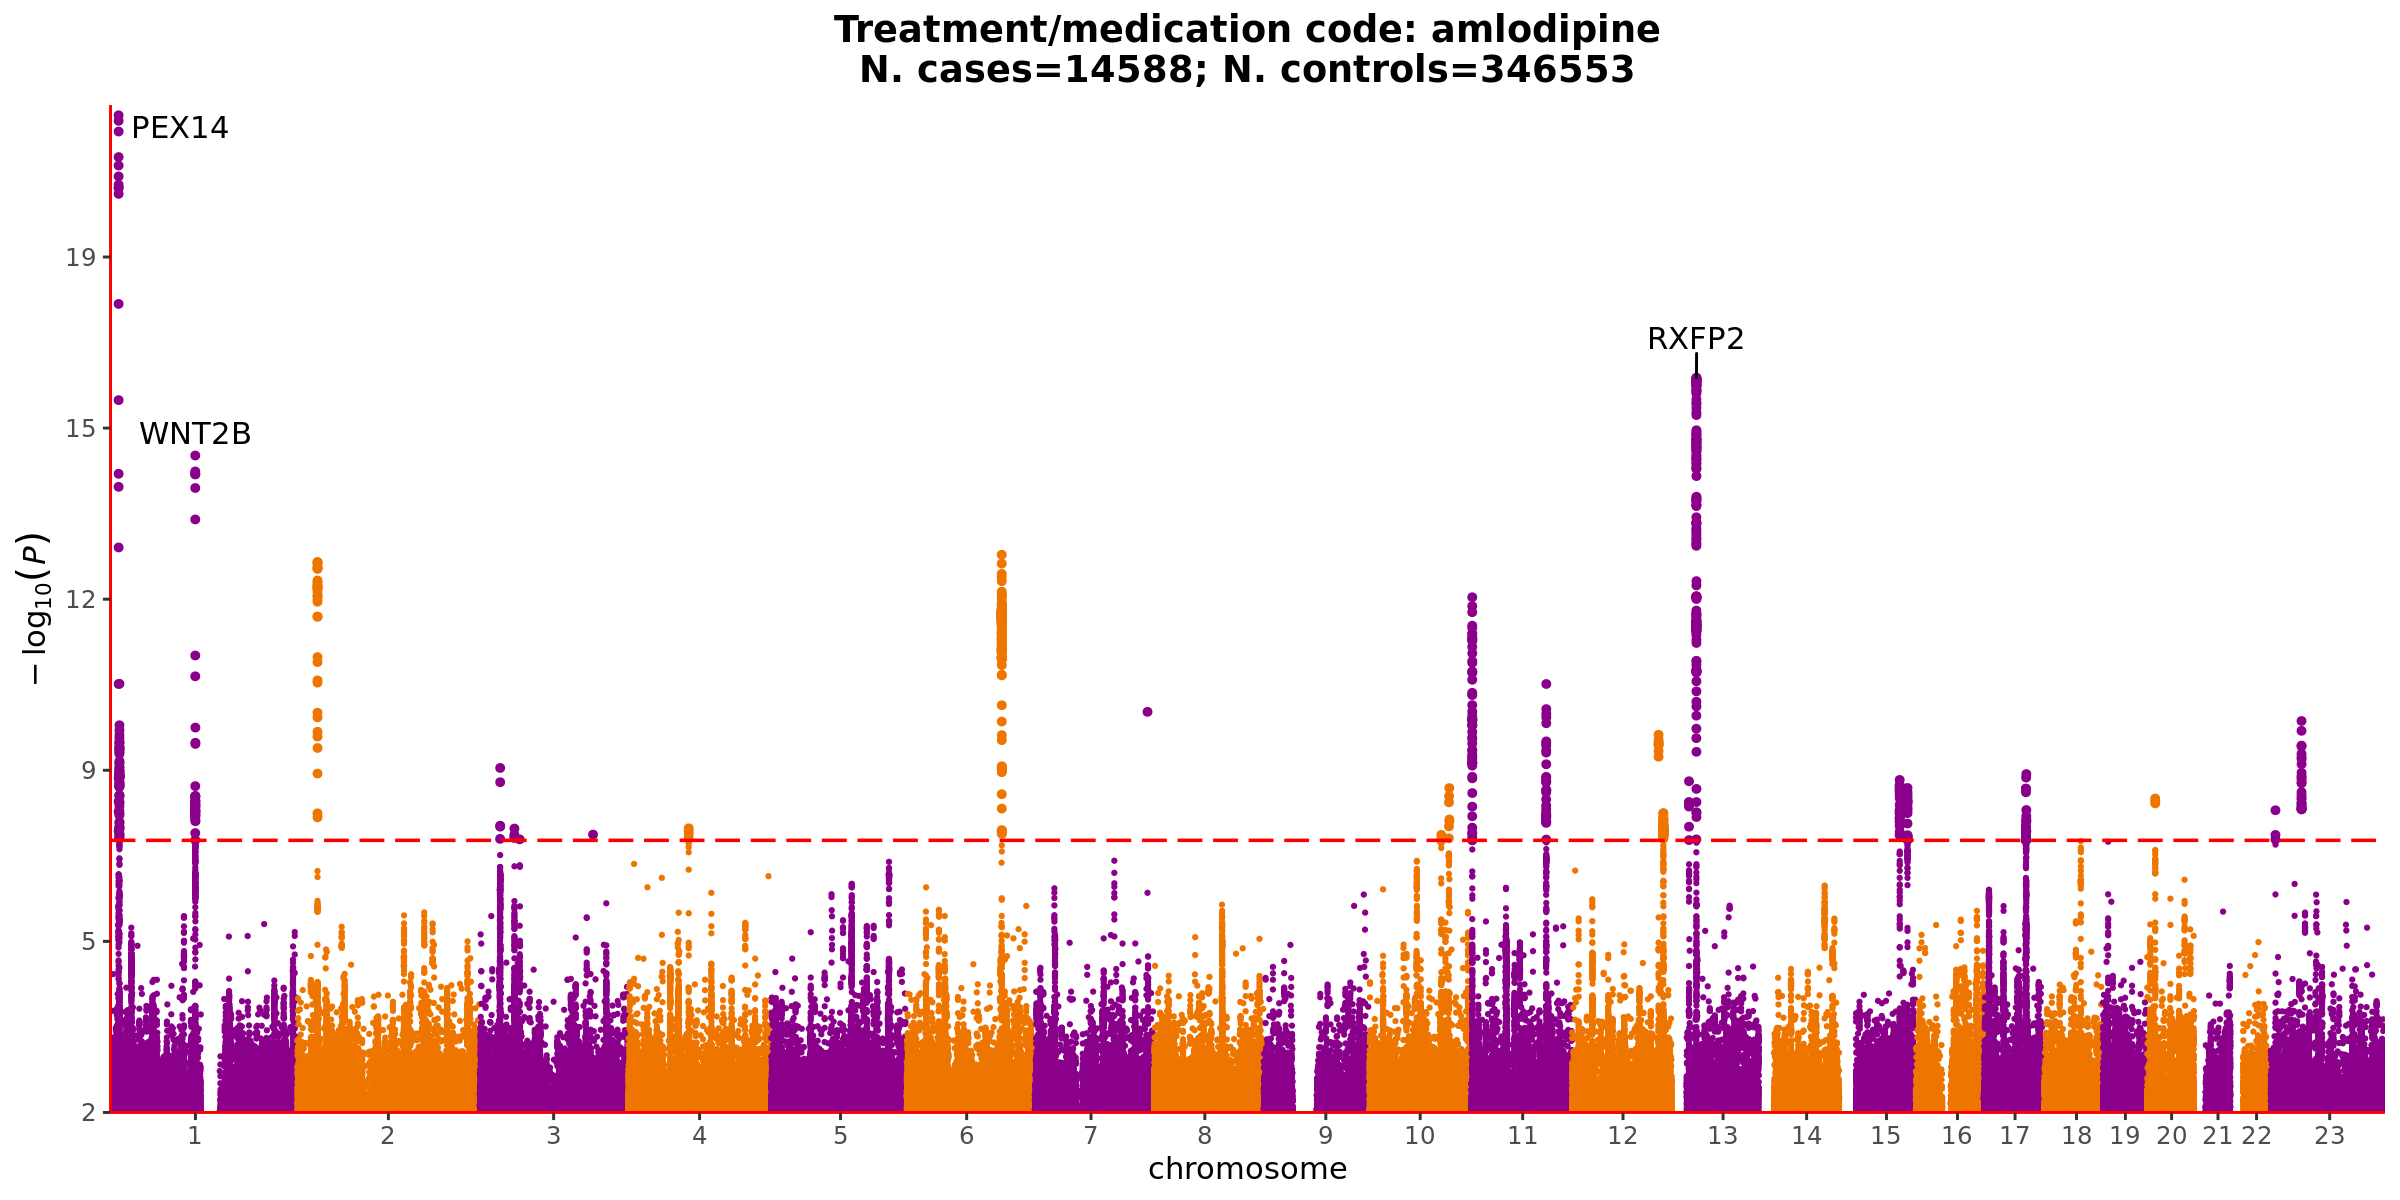 Treatment/medication code: amlodipine
N. cases=14588; N. controls=346553
PEX14
19
RXFP2
15
WNT2B
−log10(P)
12
9
5
2
1 2 3 4 5 6 7 8 9 10 11 12 13 14 15 16 17 18 19 20 21 22 23
chromosome